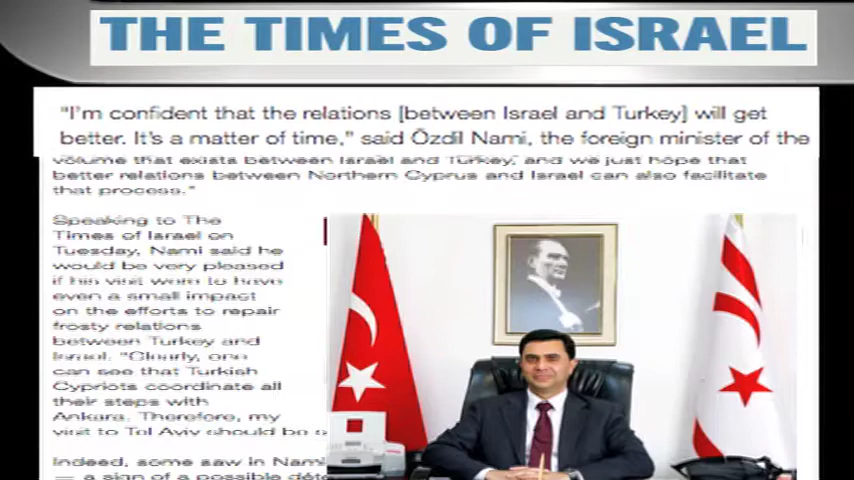 THE TIMES OF ISRAEL
"I'm confident that the relations [between Israel and Turkey] will get
better. It's a matter of time," said Özdil Nami, the foreign minister of the
volume that exists between Israel and Turkey, and we just hope that
better relations between Northern Cyprus and Israel can also facilitate
that process."
Speaking to The
Times of Israel on
Tuesday, Nami said he
would be very pleased
if his visit were to have
even a small impact
on the efforts to repair
frosty relations
between Turkey and
Israel. "Clearly, one
can see that Turkish
Cypriots coordinate all
their steps with
Ankara. Therefore, my
visit to Tel Aviv should be s
Indeed, some saw in Nami
— a sign of a possible déte